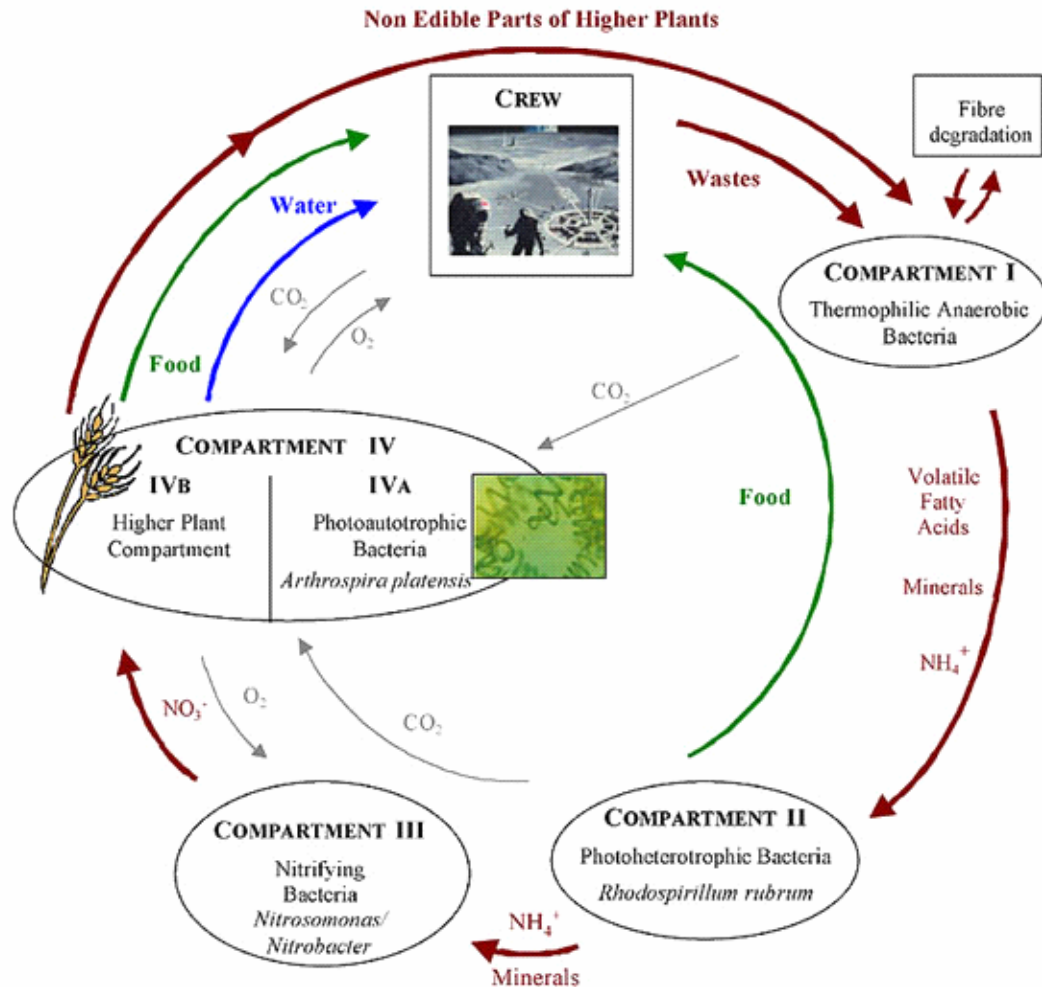 Non Edible Parts of Higher Plants
CREW
Fibre
degradation
Wastes
Water
COMPARTMENT I
Thermophilic Anaerobic
Bacteria
CO₂
O₂
Food
CO₂
COMPARTMENT IV
IVB
Higher Plant
Compartment
IVA
Photoautotrophic
Bacteria
Arthrospira platensis
Food
Volatile
Fatty
Acids
Minerals
NH₄⁺
NO₃⁻
O₂
CO₂
COMPARTMENT III
Nitrifying
Bacteria
Nitrosomonas/
Nitrobacter
COMPARTMENT II
Photoheterotrophic Bacteria
Rhodospirillum rubrum
NH₄⁺
Minerals